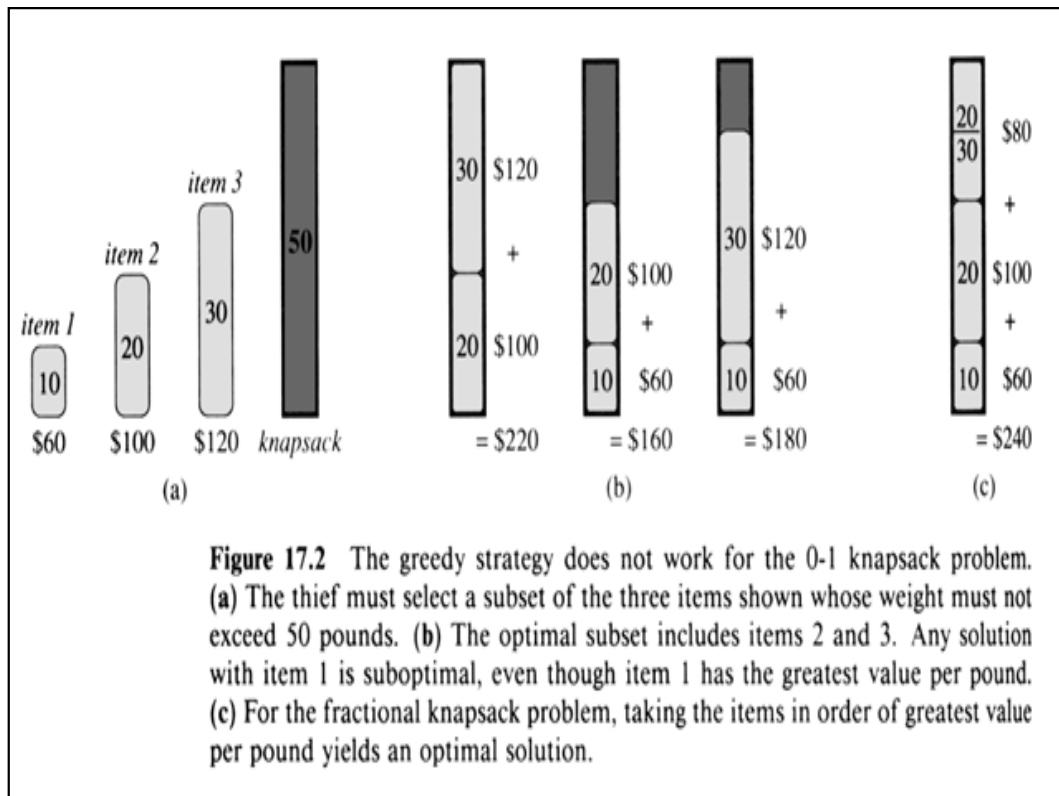 item 1
10
$60
item 2
20
$100
item 3
30
$120
50
knapsack
(a)
30 $120
+
20 $100
= $220
20 $100
+
10 $60
= $160
30 $120
+
10 $60
= $180
(b)
20
30
$80
+
20 $100
+
10 $60
= $240
(c)
Figure 17.2 The greedy strategy does not work for the 0-1 knapsack problem.
(a) The thief must select a subset of the three items shown whose weight must not
exceed 50 pounds. (b) The optimal subset includes items 2 and 3. Any solution
with item 1 is suboptimal, even though item 1 has the greatest value per pound.
(c) For the fractional knapsack problem, taking the items in order of greatest value
per pound yields an optimal solution.